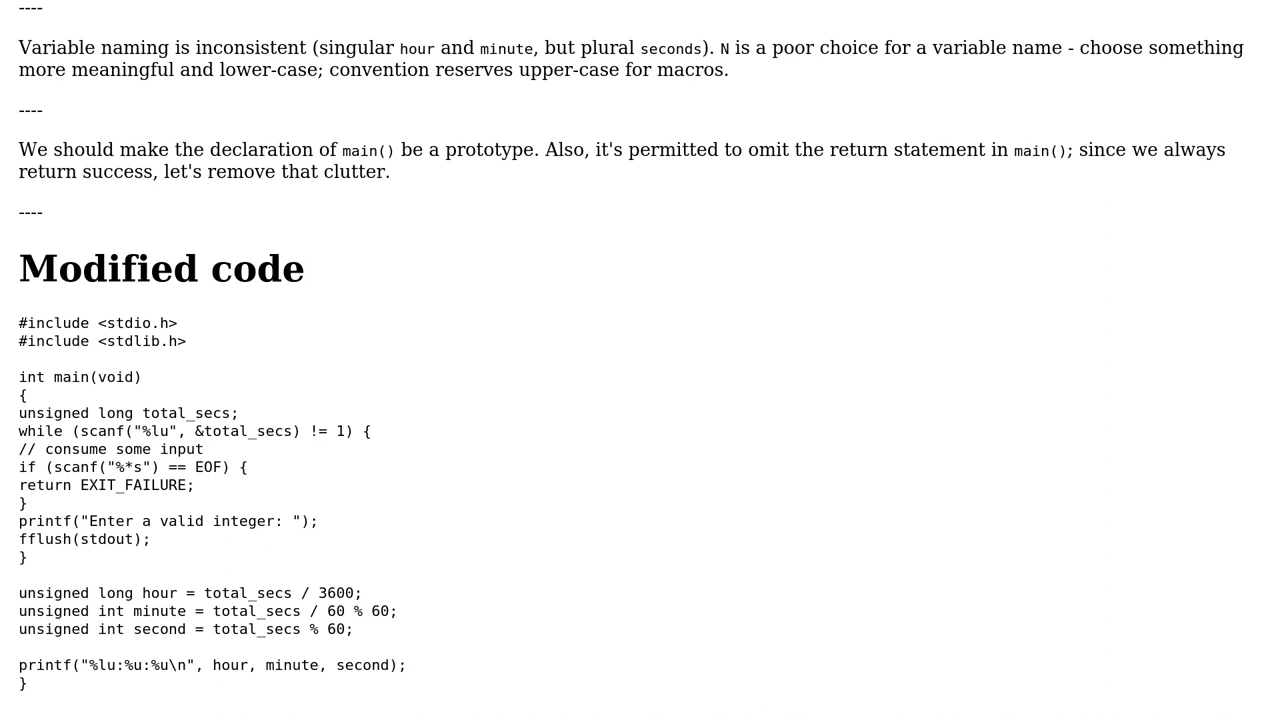 ----
Variable naming is inconsistent (singular hour and minute, but plural seconds). N is a poor choice for a variable name - choose something
more meaningful and lower-case; convention reserves upper-case for macros.
----
We should make the declaration of main() be a prototype. Also, it's permitted to omit the return statement in main(); since we always
return success, let's remove that clutter.
----
Modified code
#include <stdio.h>
#include <stdlib.h>
int main(void)
{
unsigned long total_secs;
while (scanf("%lu", &total_secs) != 1) {
// consume some input
if (scanf("%*s") == EOF) {
return EXIT_FAILURE;
}
printf("Enter a valid integer: ");
fflush(stdout);
}
unsigned long hour = total_secs / 3600;
unsigned int minute = total_secs / 60 % 60;
unsigned int second = total_secs % 60;
printf("%lu:%u:%u\n", hour, minute, second);
}